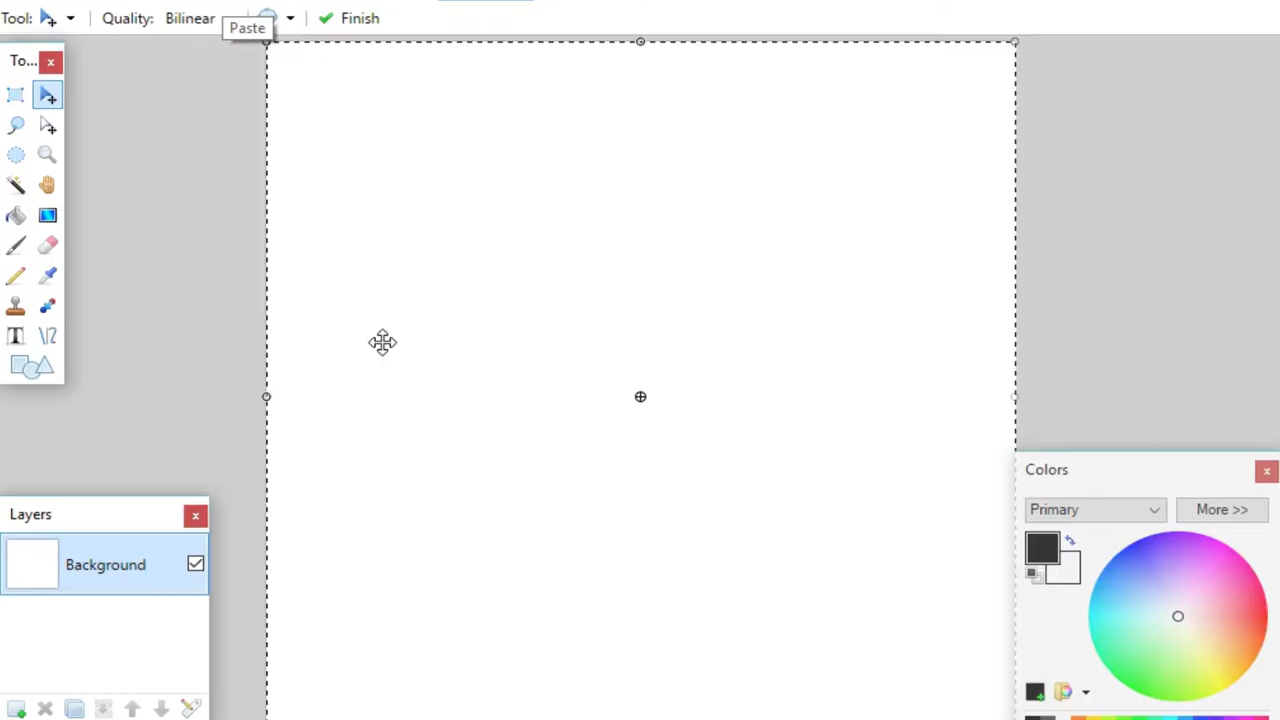 Tool:
Quality: Bilinear
Finish
Paste
To...
Layers
Background
Colors
Primary
More >>